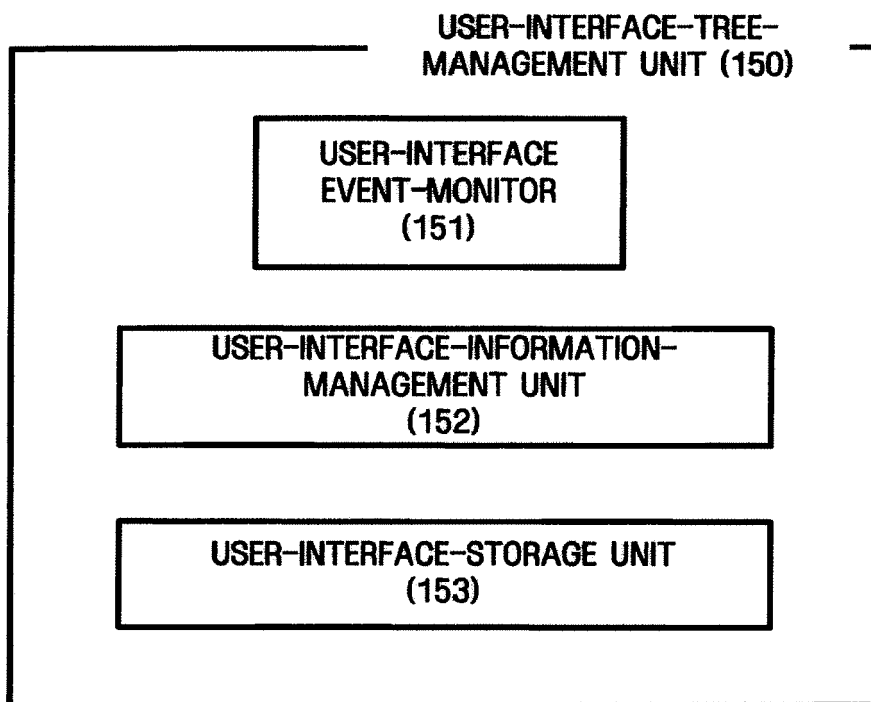 USER-INTERFACE-TREE-
MANAGEMENT UNIT (150)
USER-INTERFACE
EVENT-MONITOR
(151)
USER-INTERFACE-INFORMATION-
MANAGEMENT UNIT
(152)
USER-INTERFACE-STORAGE UNIT
(153)